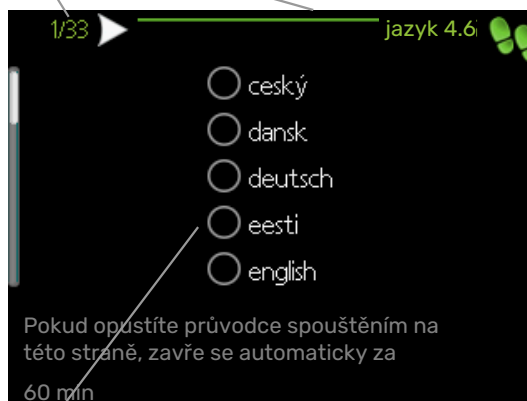 1/33
jazyk 4.6
ceský
dansk
deutsch
eesti
english
Pokud opustíte průvodce spouštěním na
této straně, zavře se automaticky za
60 min